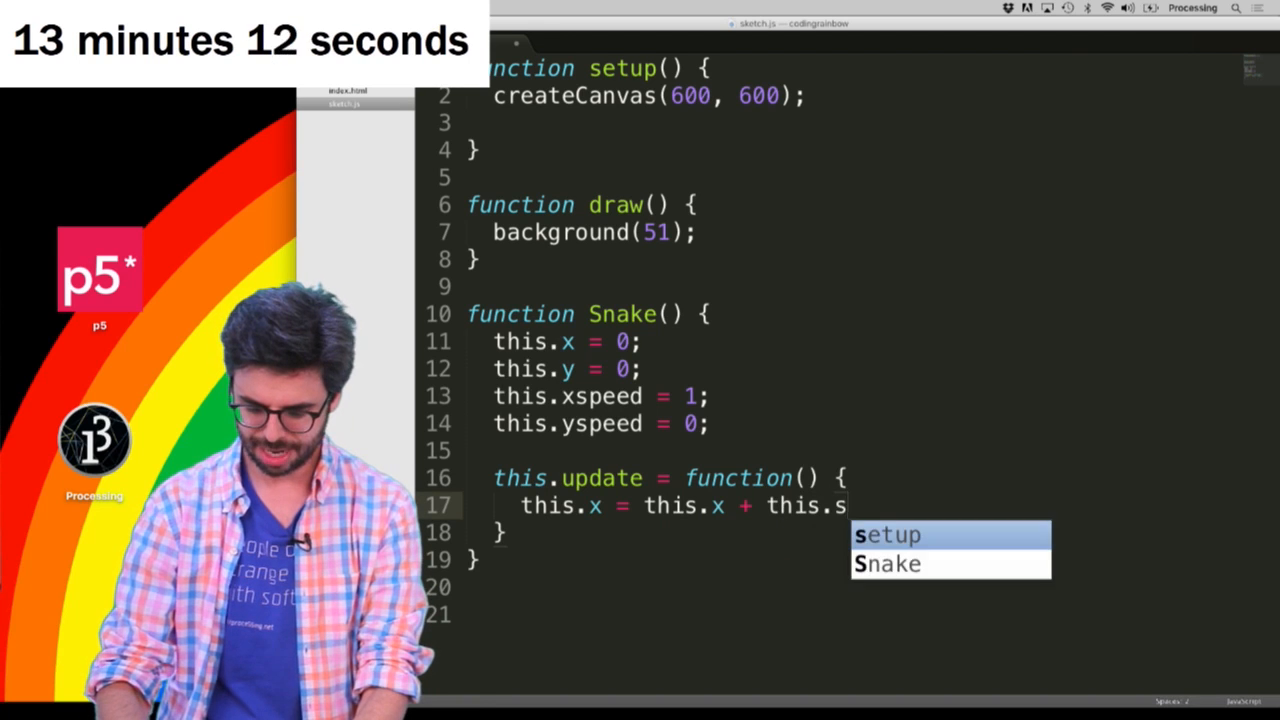 13 minutes 12 seconds
Processing
sketch.js — codingrainbow
index.html
sketch.js
unction setup() {
2 createCanvas(600, 600);
3
4 }
5
6 function draw() {
7 background(51);
8 }
9
10 function Snake() {
11 this.x = 0;
12 this.y = 0;
13 this.xspeed = 1;
14 this.yspeed = 0;
15
16 this.update = function() {
17 this.x = this.x + this.s
setup
Snake
18 }
19 }
20
21
p5*
p5
Processing
ople
range
ith soft
processing.net
Spaces: 2
JavaScript